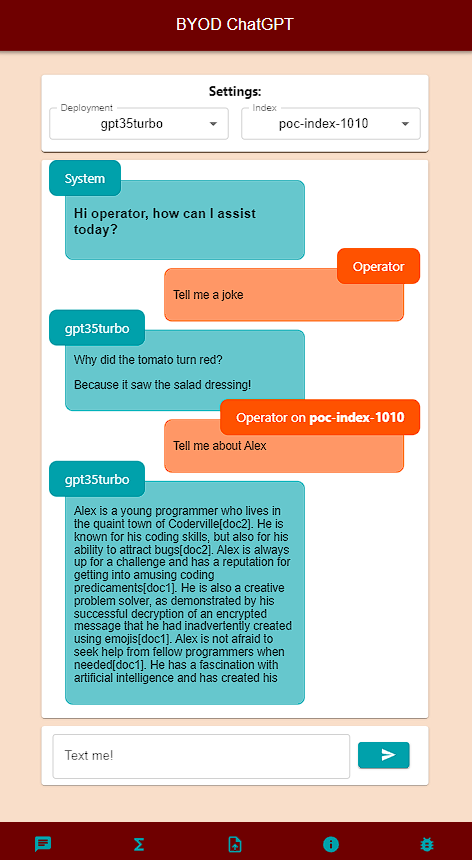 BYOD ChatGPT
Settings:
Deployment
gpt35turbo
Index
poc-index-1010
System
Hi operator, how can I assist
today?
Operator
Tell me a joke
gpt35turbo
Why did the tomato turn red?
Because it saw the salad dressing!
Operator on poc-index-1010
Tell me about Alex
gpt35turbo
Alex is a young programmer who lives in
the quaint town of Coderville[doc2]. He is
known for his coding skills, but also for his
ability to attract bugs[doc2]. Alex is always
up for a challenge and has a reputation for
getting into amusing coding
predicaments[doc1]. He is also a creative
problem solver, as demonstrated by his
successful decryption of an encrypted
message that he had inadvertently created
using emojis[doc1]. Alex is not afraid to
seek help from fellow programmers when
needed[doc1]. He has a fascination with
artificial intelligence and has created his
Text me!